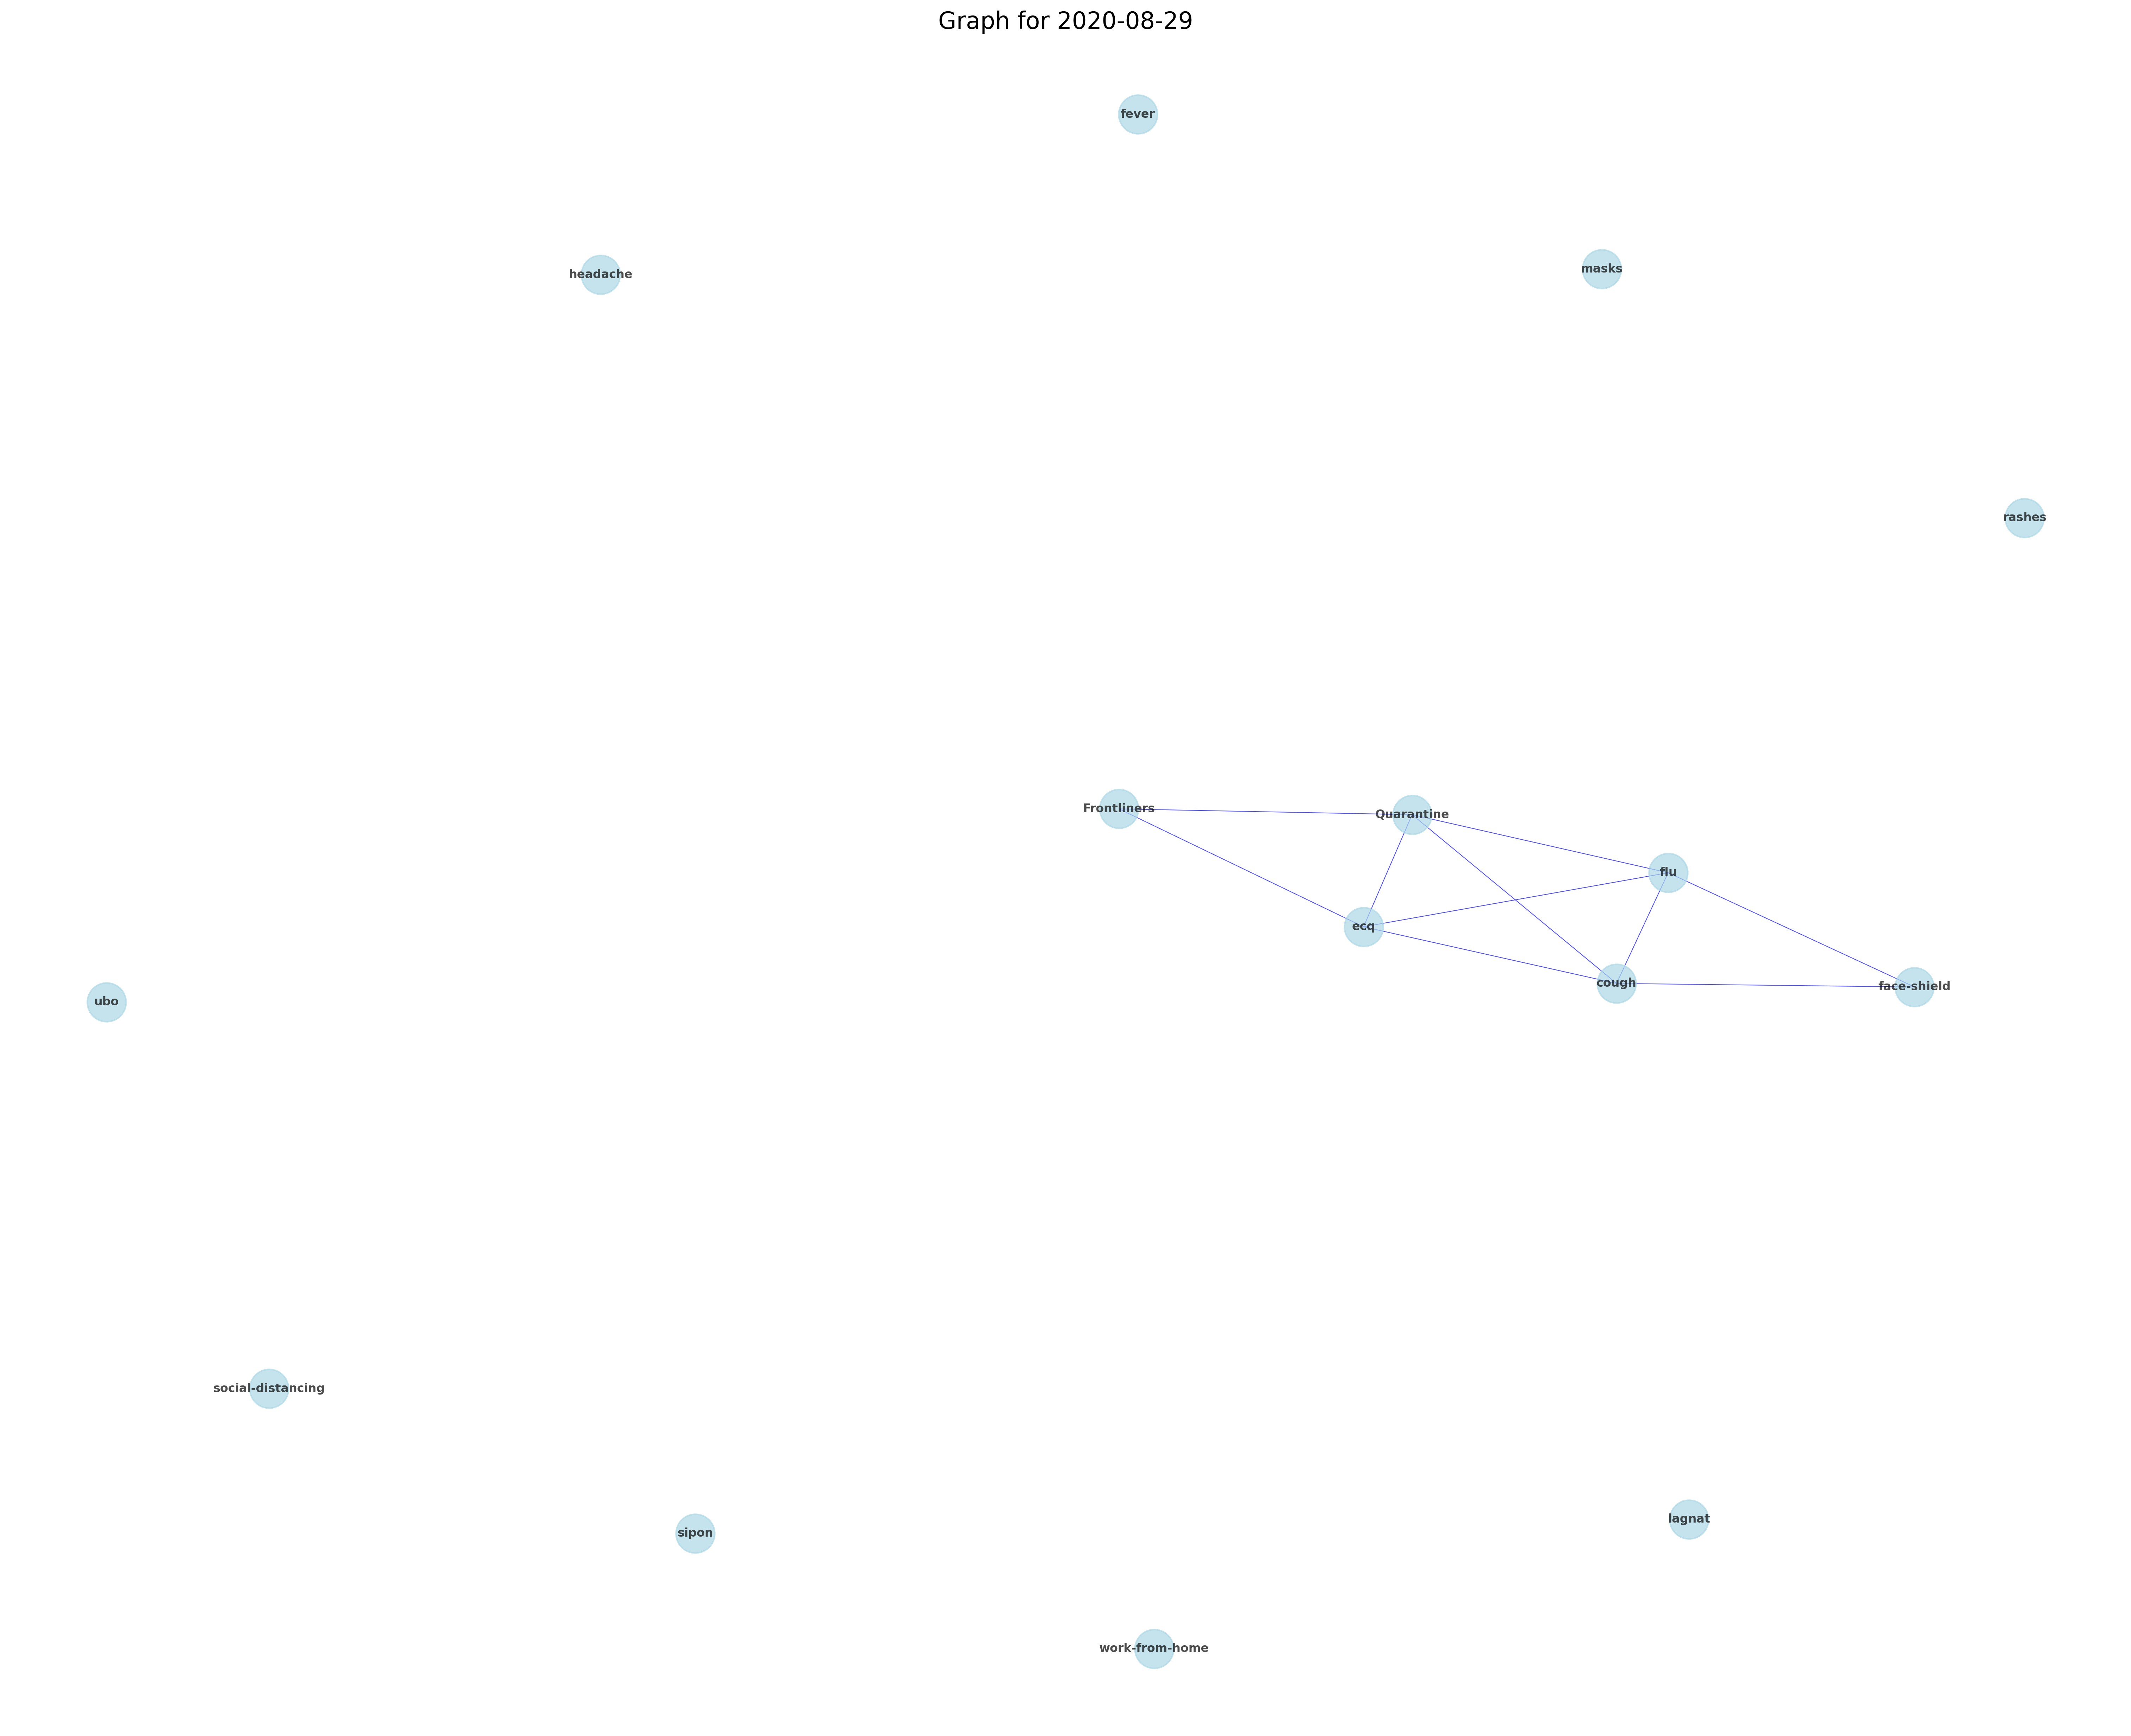 Graph for 2020-08-29
fever
headache
masks
rashes
Frontliners
Quarantine
flu
ecq
cough
face-shield
ubo
social-distancing
sipon
lagnat
work-from-home